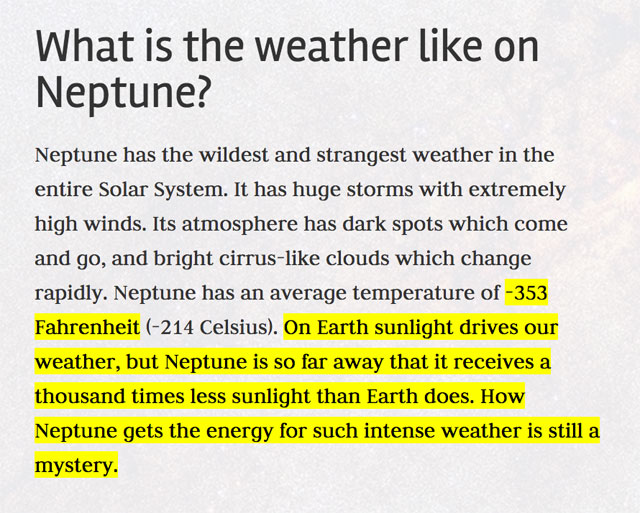 What is the weather like on
Neptune?
Neptune has the wildest and strangest weather in the
entire Solar System. It has huge storms with extremely
high winds. Its atmosphere has dark spots which come
and go, and bright cirrus-like clouds which change
rapidly. Neptune has an average temperature of -353
Fahrenheit (-214 Celsius). On Earth sunlight drives our
weather, but Neptune is so far away that it receives a
thousand times less sunlight than Earth does. How
Neptune gets the energy for such intense weather is still a
mystery.